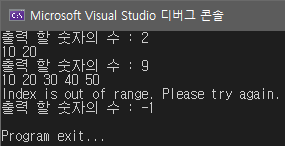 Microsoft Visual Studio 디버그 콘솔
출력 할 숫자의 수 : 2
10 20
출력 할 숫자의 수 : 9
10 20 30 40 50
Index is out of range. Please try again.
출력 할 숫자의 수 : -1
Program exit...